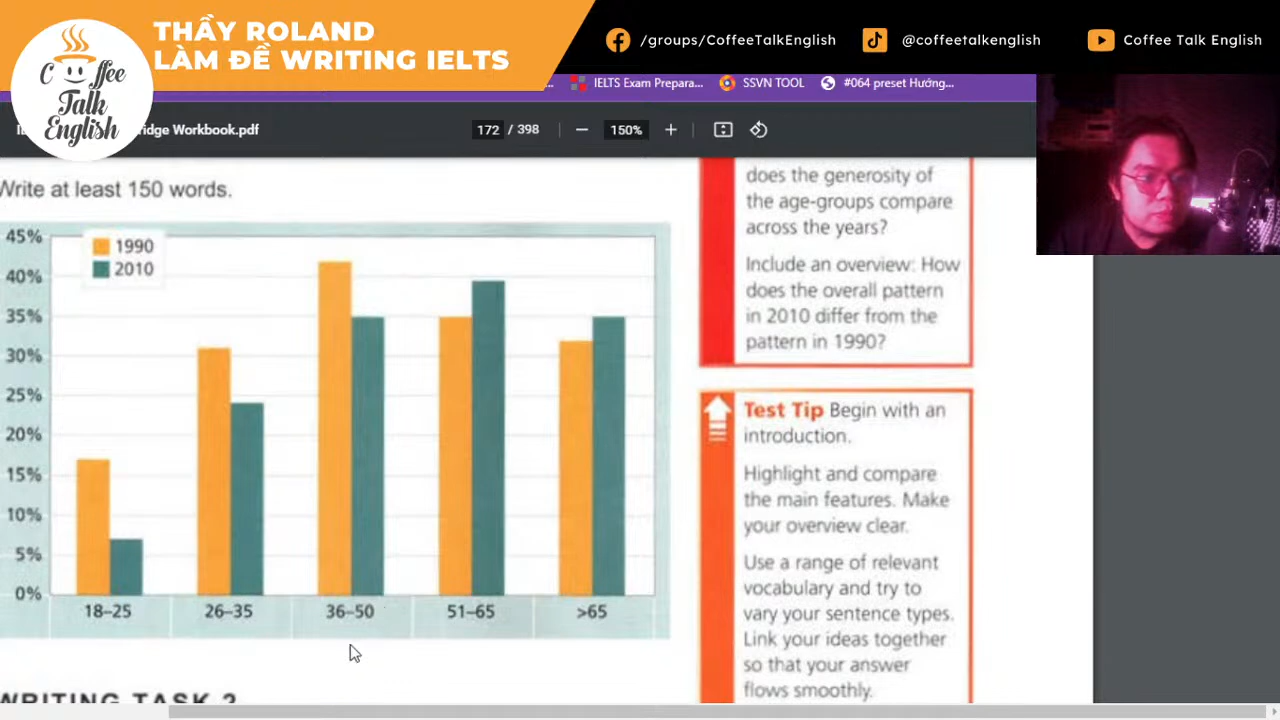 THẦY ROLAND
LÀM ĐỀ WRITING IELTS
Coffee
Talk
English
/groups/CoffeeTalkEnglish
@coffeetalkenglish
Coffee Talk English
IELTS Exam Prepara...
SSVN TOOL
#064 preset Hướng...
ridge Workbook.pdf
172 / 398
150%
Write at least 150 words.
45%
40%
35%
30%
25%
20%
15%
10%
5%
0%
1990
2010
18–25
26–35
36–50
51–65
>65
does the generosity of
the age-groups compare
across the years?
Include an overview: How
does the overall pattern
in 2010 differ from the
pattern in 1990?
Test Tip Begin with an
introduction.
Highlight and compare
the main features. Make
your overview clear.
Use a range of relevant
vocabulary and try to
vary your sentence types.
Link your ideas together
so that your answer
flows smoothly.
WRITING TASK 2